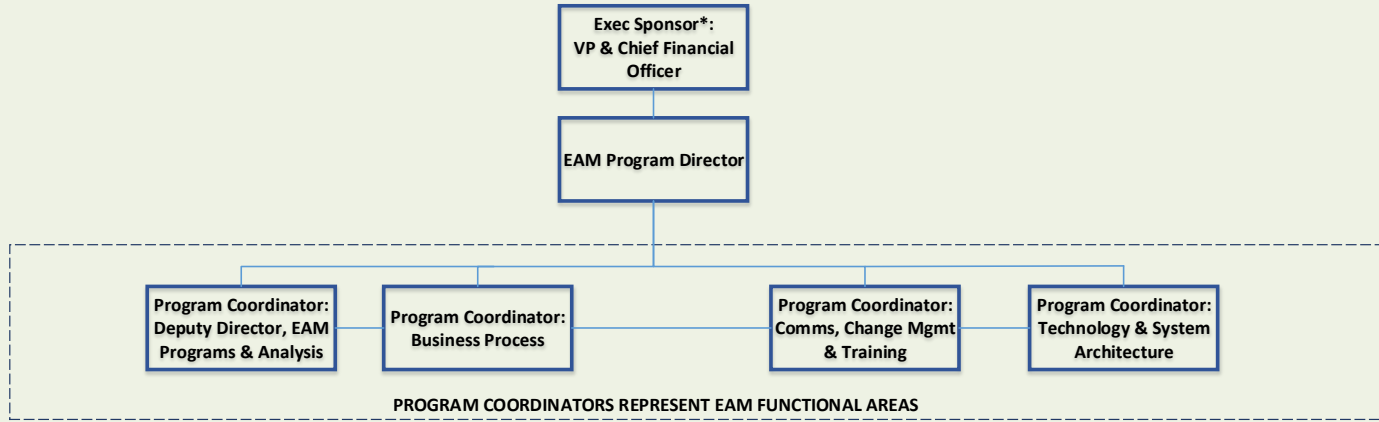 Exec Sponsor*:
VP & Chief Financial
Officer
EAM Program Director
Program Coordinator:
Deputy Director, EAM
Programs & Analysis
Program Coordinator:
Business Process
Program Coordinator:
Comms, Change Mgmt
& Training
Program Coordinator:
Technology & System
Architecture
PROGRAM COORDINATORS REPRESENT EAM FUNCTIONAL AREAS